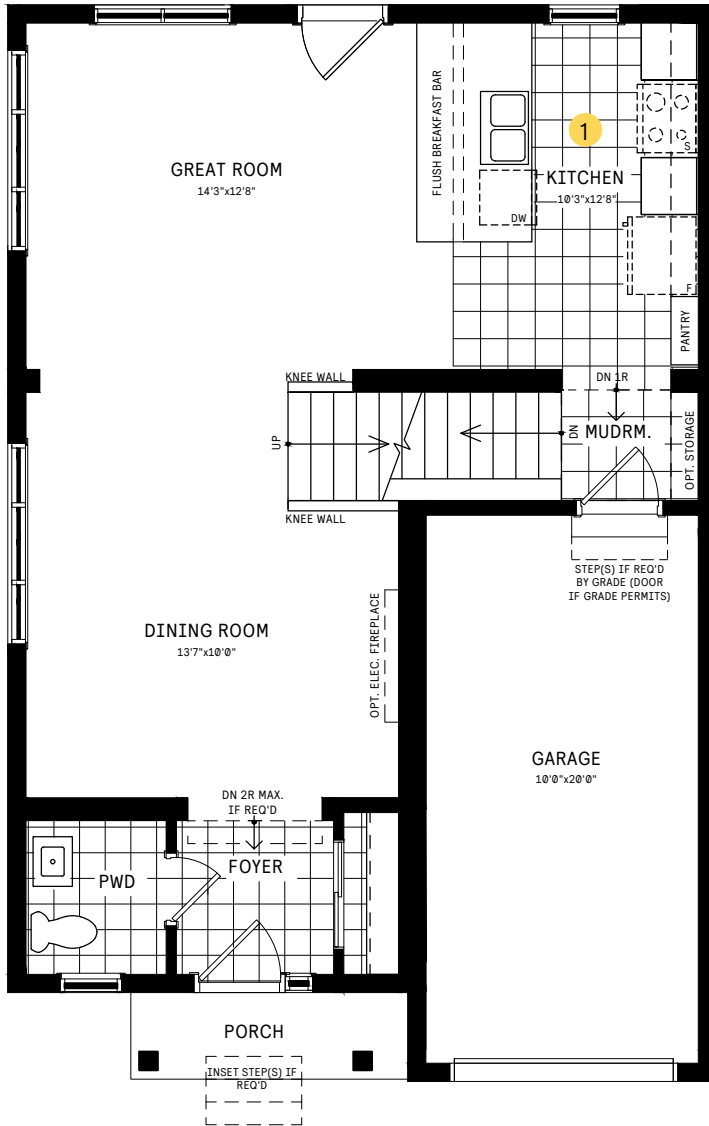 FLUSH BREAKFAST BAR
1
GREAT ROOM
14'3"x12'8"
S
KITCHEN
10'3"x12'8"
DW
F
PANTRY
KNEE WALL
DN 1R
UP
DN
MUDRM.
OPT. STORAGE
KNEE WALL
STEP(S) IF REQ'D
BY GRADE (DOOR
IF GRADE PERMITS)
OPT. ELEC. FIREPLACE
DINING ROOM
13'7"x10'0"
GARAGE
10'0"x20'0"
DN 2R MAX.
IF REQ'D
FOYER
PWD
PORCH
INSET STEP(S) IF
REQ'D